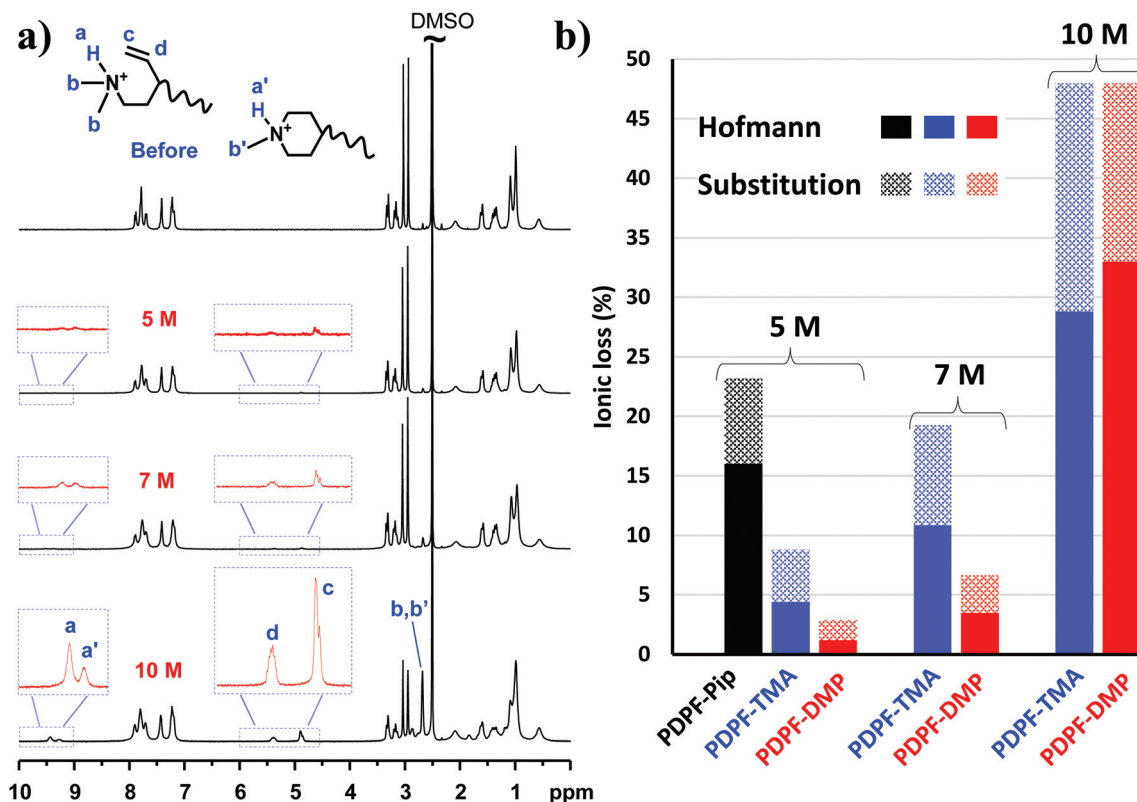 a)
DMSO
a
c
d
H
b
N+
b
a'
H
N+
b'
Before
5 M
7 M
10 M
a
a'
d
c
b,b'
10 9 8 7 6 5 4 3 2 1 ppm
b)
10 M
Hofmann
Substitution
5 M
7 M
Ionic loss (%)
50
45
40
35
30
25
20
15
10
5
0
PDPF-Pip
PDPF-TMA
PDPF-DMP
PDPF-TMA
PDPF-DMP
PDPF-TMA
PDPF-DMP